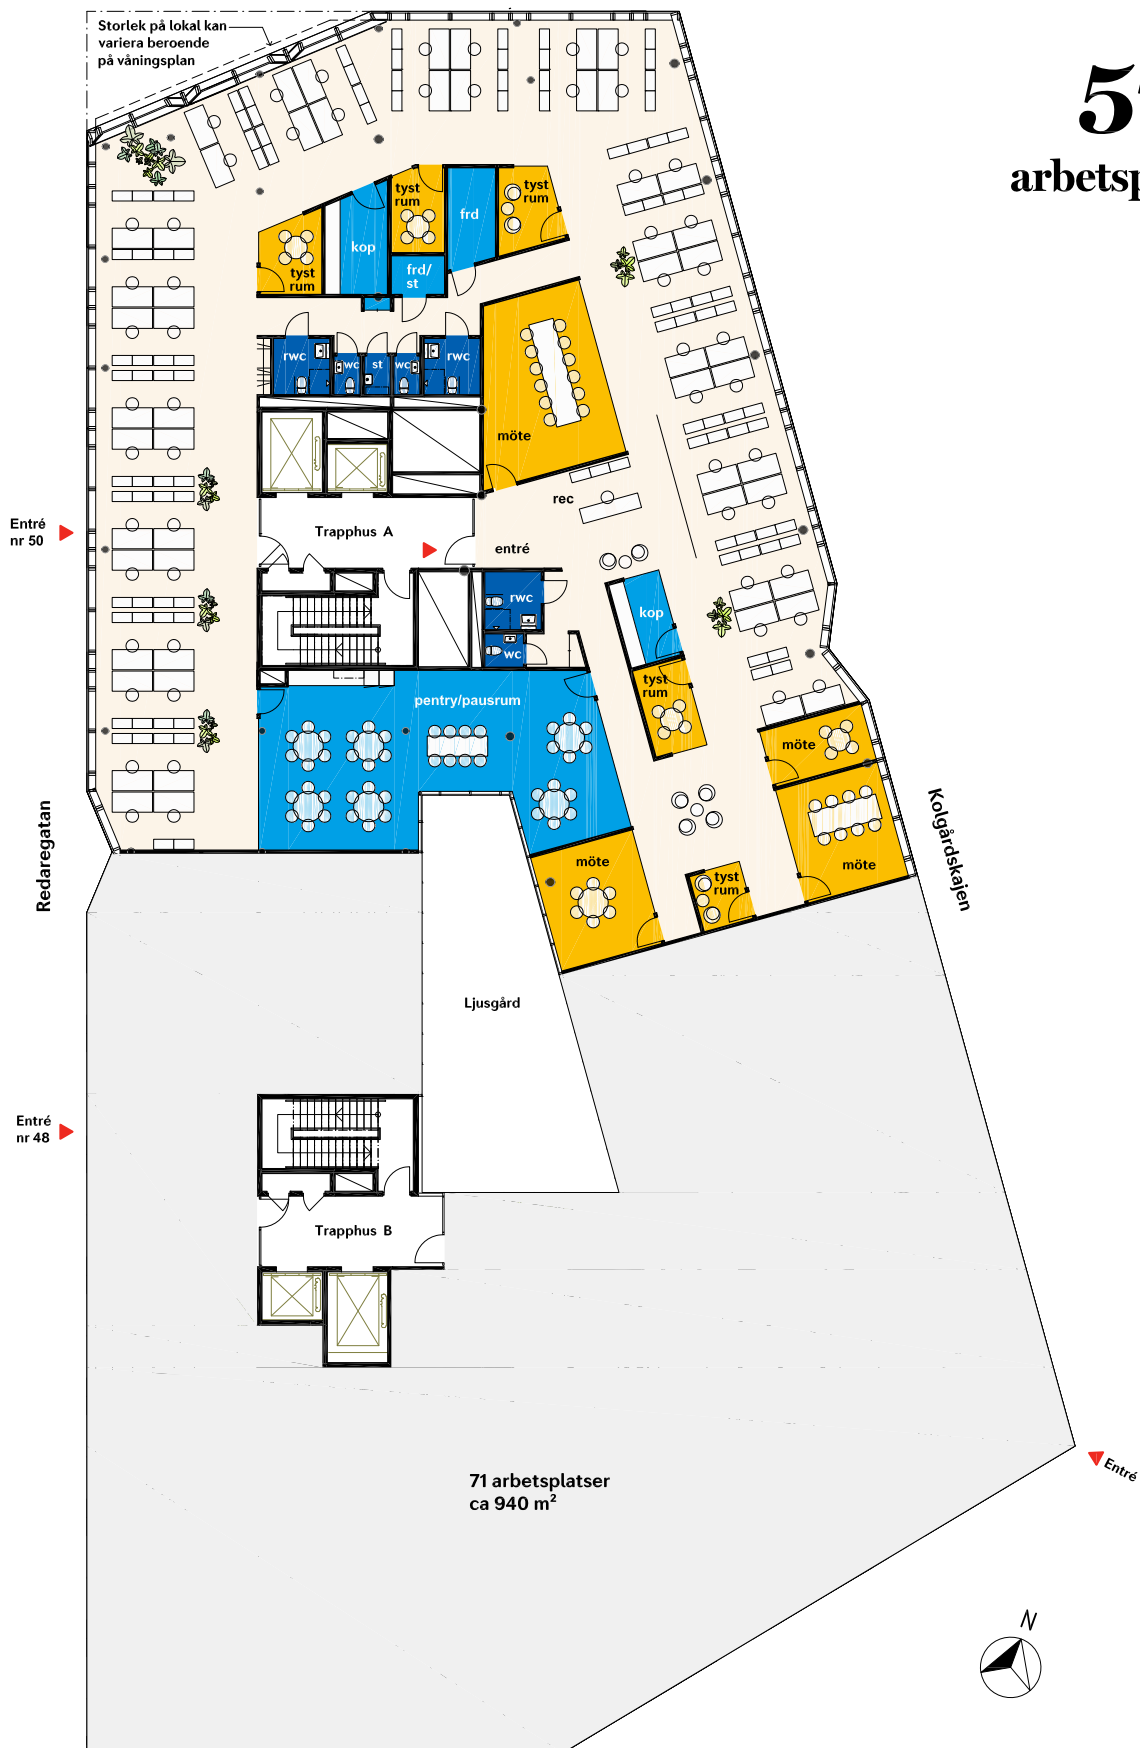 Storlek på lokal kan
variera beroende
på våningsplan
tyst
rum
frd
tyst
rum
kop
tyst
rum
frd/
st
rwc
wc
st
wc
rwc
möte
rec
Entré
nr 50
Trapphus A
entré
rwc
wc
kop
tyst
rum
pentry/pausrum
möte
möte
möte
tyst
rum
Redaregatan
Kolgårdskajen
Ljusgård
Entré
nr 48
Trapphus B
71 arbetsplatser
ca 940 m²
Entré
N